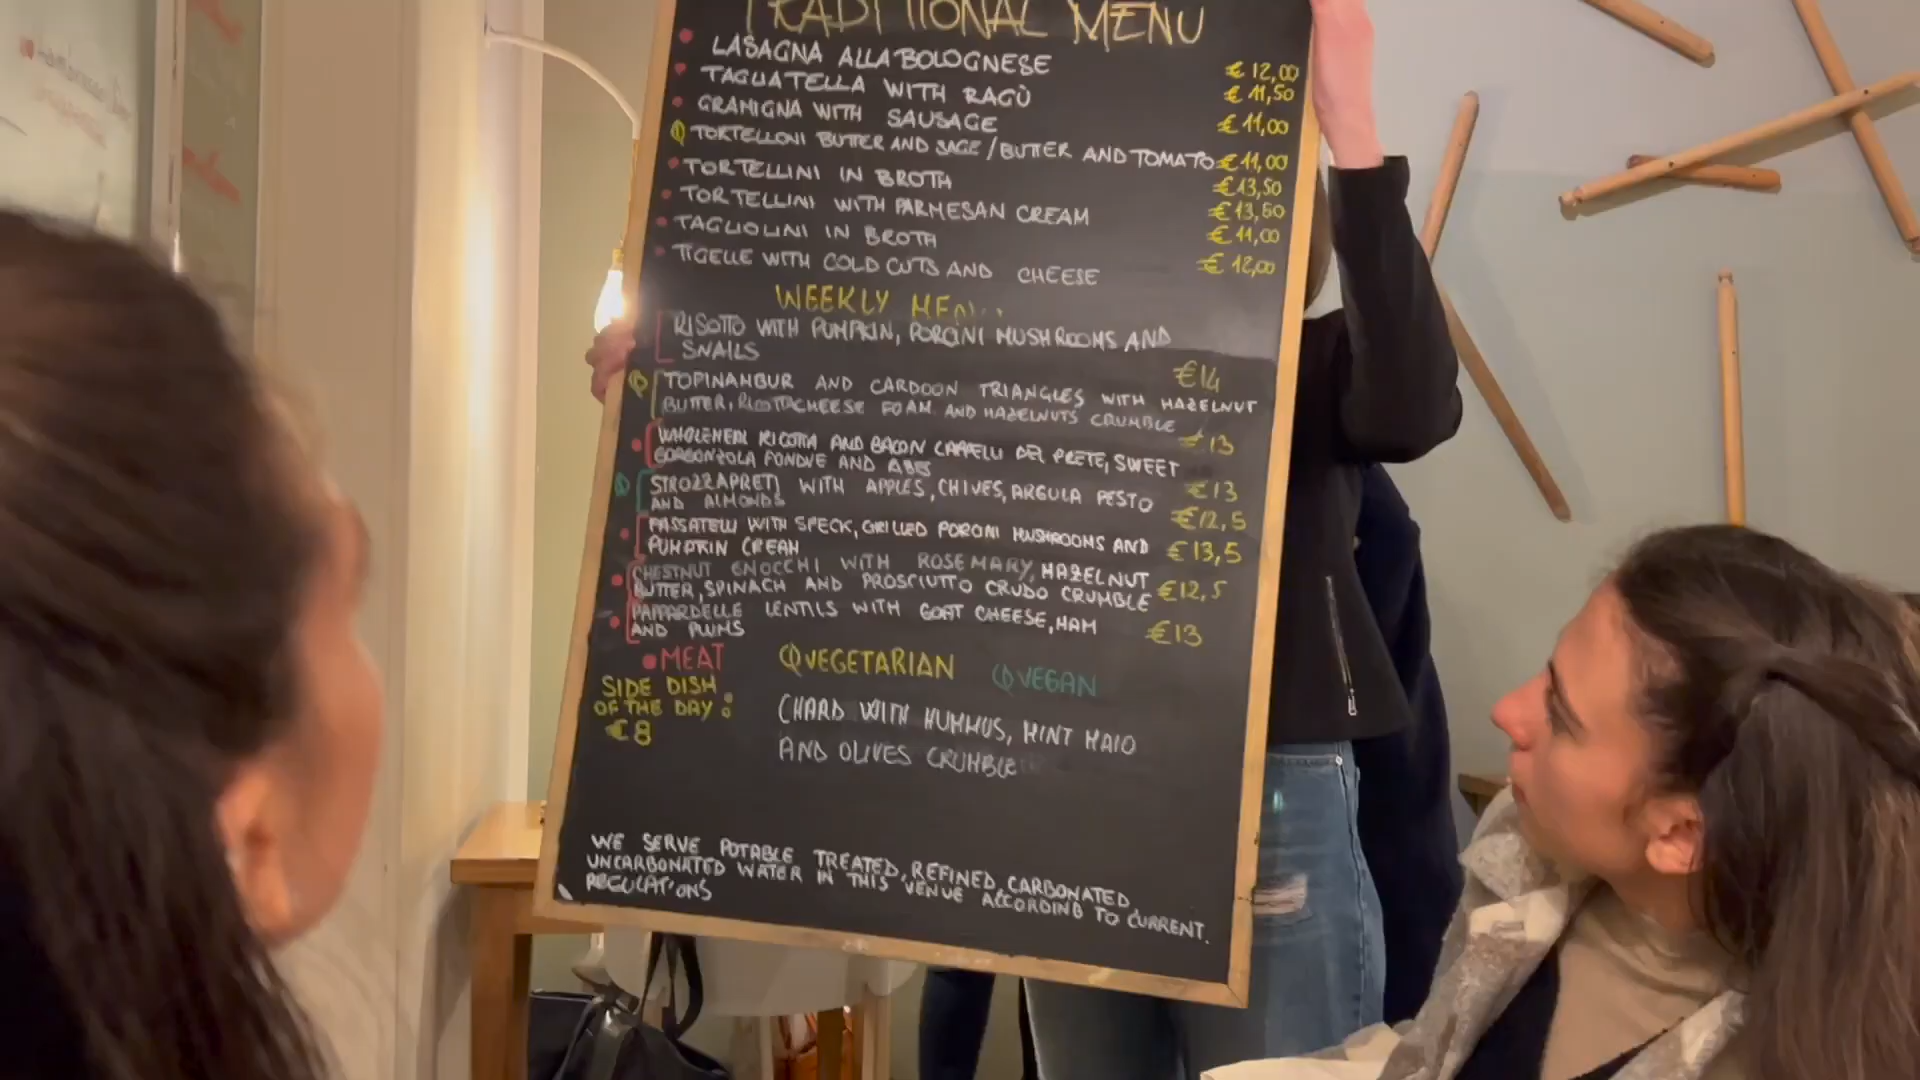 TRADITIONAL MENU
LASAGNA ALLA BOLOGNESE € 12,00
TAGLIATELLA WITH RAGÙ € 11,50
GRAMIGNA WITH SAUSAGE € 11,00
TORTELLONI BUTTER AND SAGE / BUTTER AND TOMATO € 11,00
TORTELLINI IN BROTH € 13,50
TORTELLINI WITH PARMESAN CREAM € 13,50
TAGLIOLINI IN BROTH € 11,00
TIGELLE WITH COLD CUTS AND CHEESE € 12,00
WEEKLY MENU
RISOTTO WITH PUMPKIN, PORCINI MUSHROOMS AND
SNAILS €14
TOPINAMBUR AND CARDOON TRIANGLES WITH HAZELNUT
BUTTER, RICOTTA CHEESE FOAM AND HAZELNUTS CRUMBLE €13
WHOLEMEAL RICOTTA AND BACON CAPPELLI DEL PRETE, SWEET
GORGONZOLA FONDUE AND €13
STROZZAPRETI WITH APPLES, CHIVES, ARGULA PESTO
AND ALMONDS €12,5
PASSATELLI WITH SPECK, GRILLED PORCINI MUSHROOMS AND
PUMPKIN CREAM €13,5
CHESTNUT GNOCCHI WITH ROSEMARY, HAZELNUT
BUTTER, SPINACH AND PROSCIUTTO CRUDO CRUMBLE €12,5
PAPPARDELLE LENTILS WITH GOAT CHEESE, HAM
AND PLUMS €13
MEAT VEGETARIAN VEGAN
SIDE DISH
OF THE DAY:
€8
CHARD WITH HUMMUS, MINT MAIO
AND OLIVES CRUMBLE
WE SERVE POTABLE TREATED, REFINED, CARBONATED,
UNCARBONATED WATER IN THIS VENUE ACCORDING TO CURRENT
REGULATIONS.